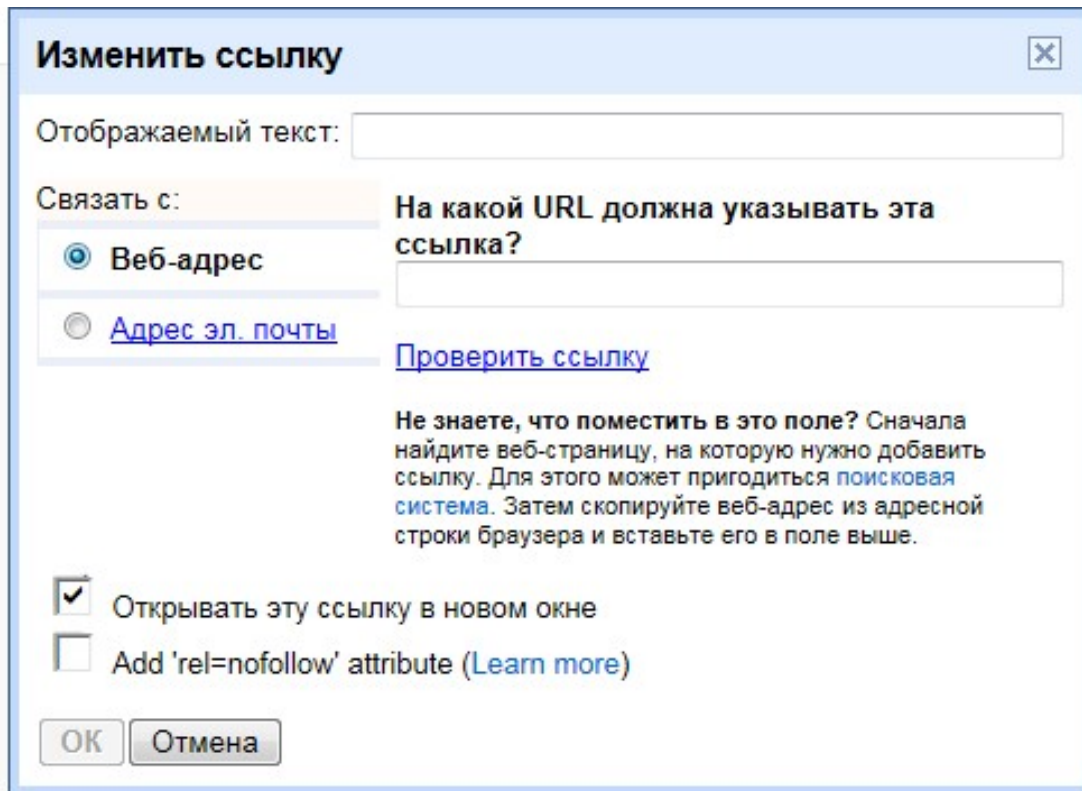 Изменить ссылку
Отображаемый текст:
Связать с:
Веб-адрес
Адрес эл. почты
На какой URL должна указывать эта
ссылка?
Проверить ссылку
Не знаете, что поместить в это поле? Сначала
найдите веб-страницу, на которую нужно добавить
ссылку. Для этого может пригодиться поисковая
система. Затем скопируйте веб-адрес из адресной
строки браузера и вставьте его в поле выше.
Открывать эту ссылку в новом окне
Add 'rel=nofollow' attribute (Learn more)
ОК
Отмена